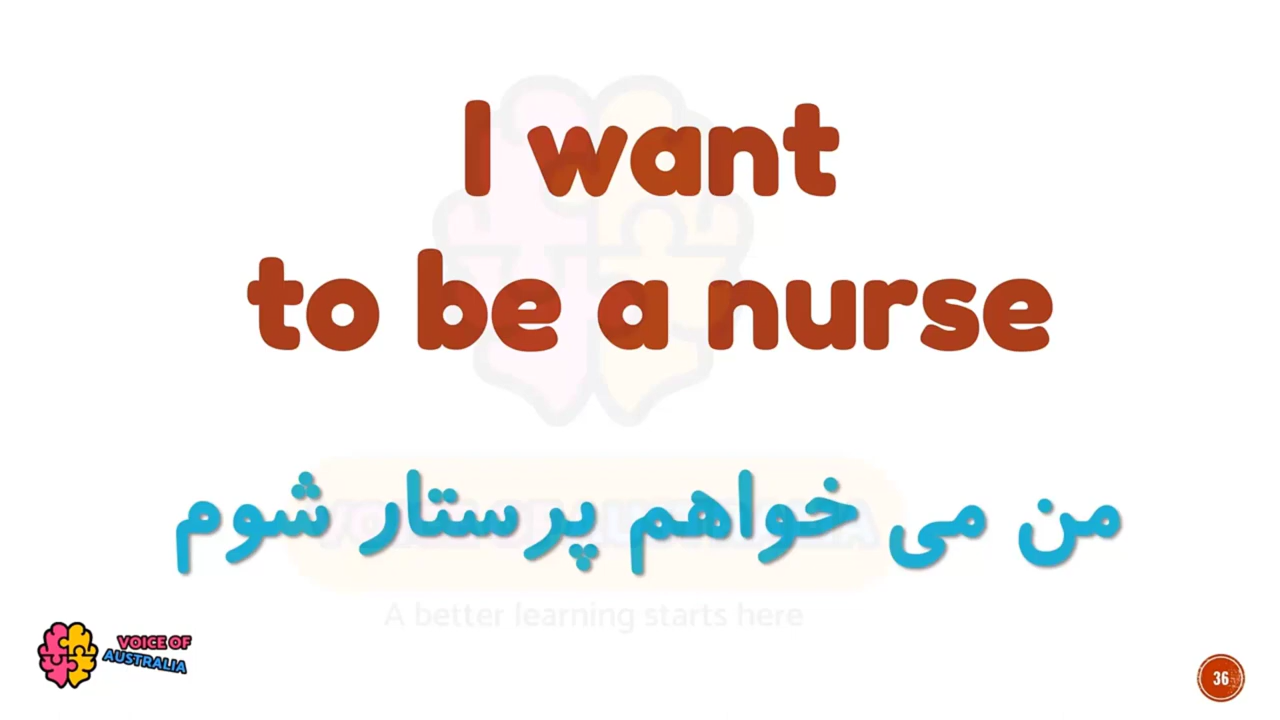 I want
to be a nurse
من می خواهم پرستار شوم
A better learning starts here
VOICE OF
AUSTRALIA
36